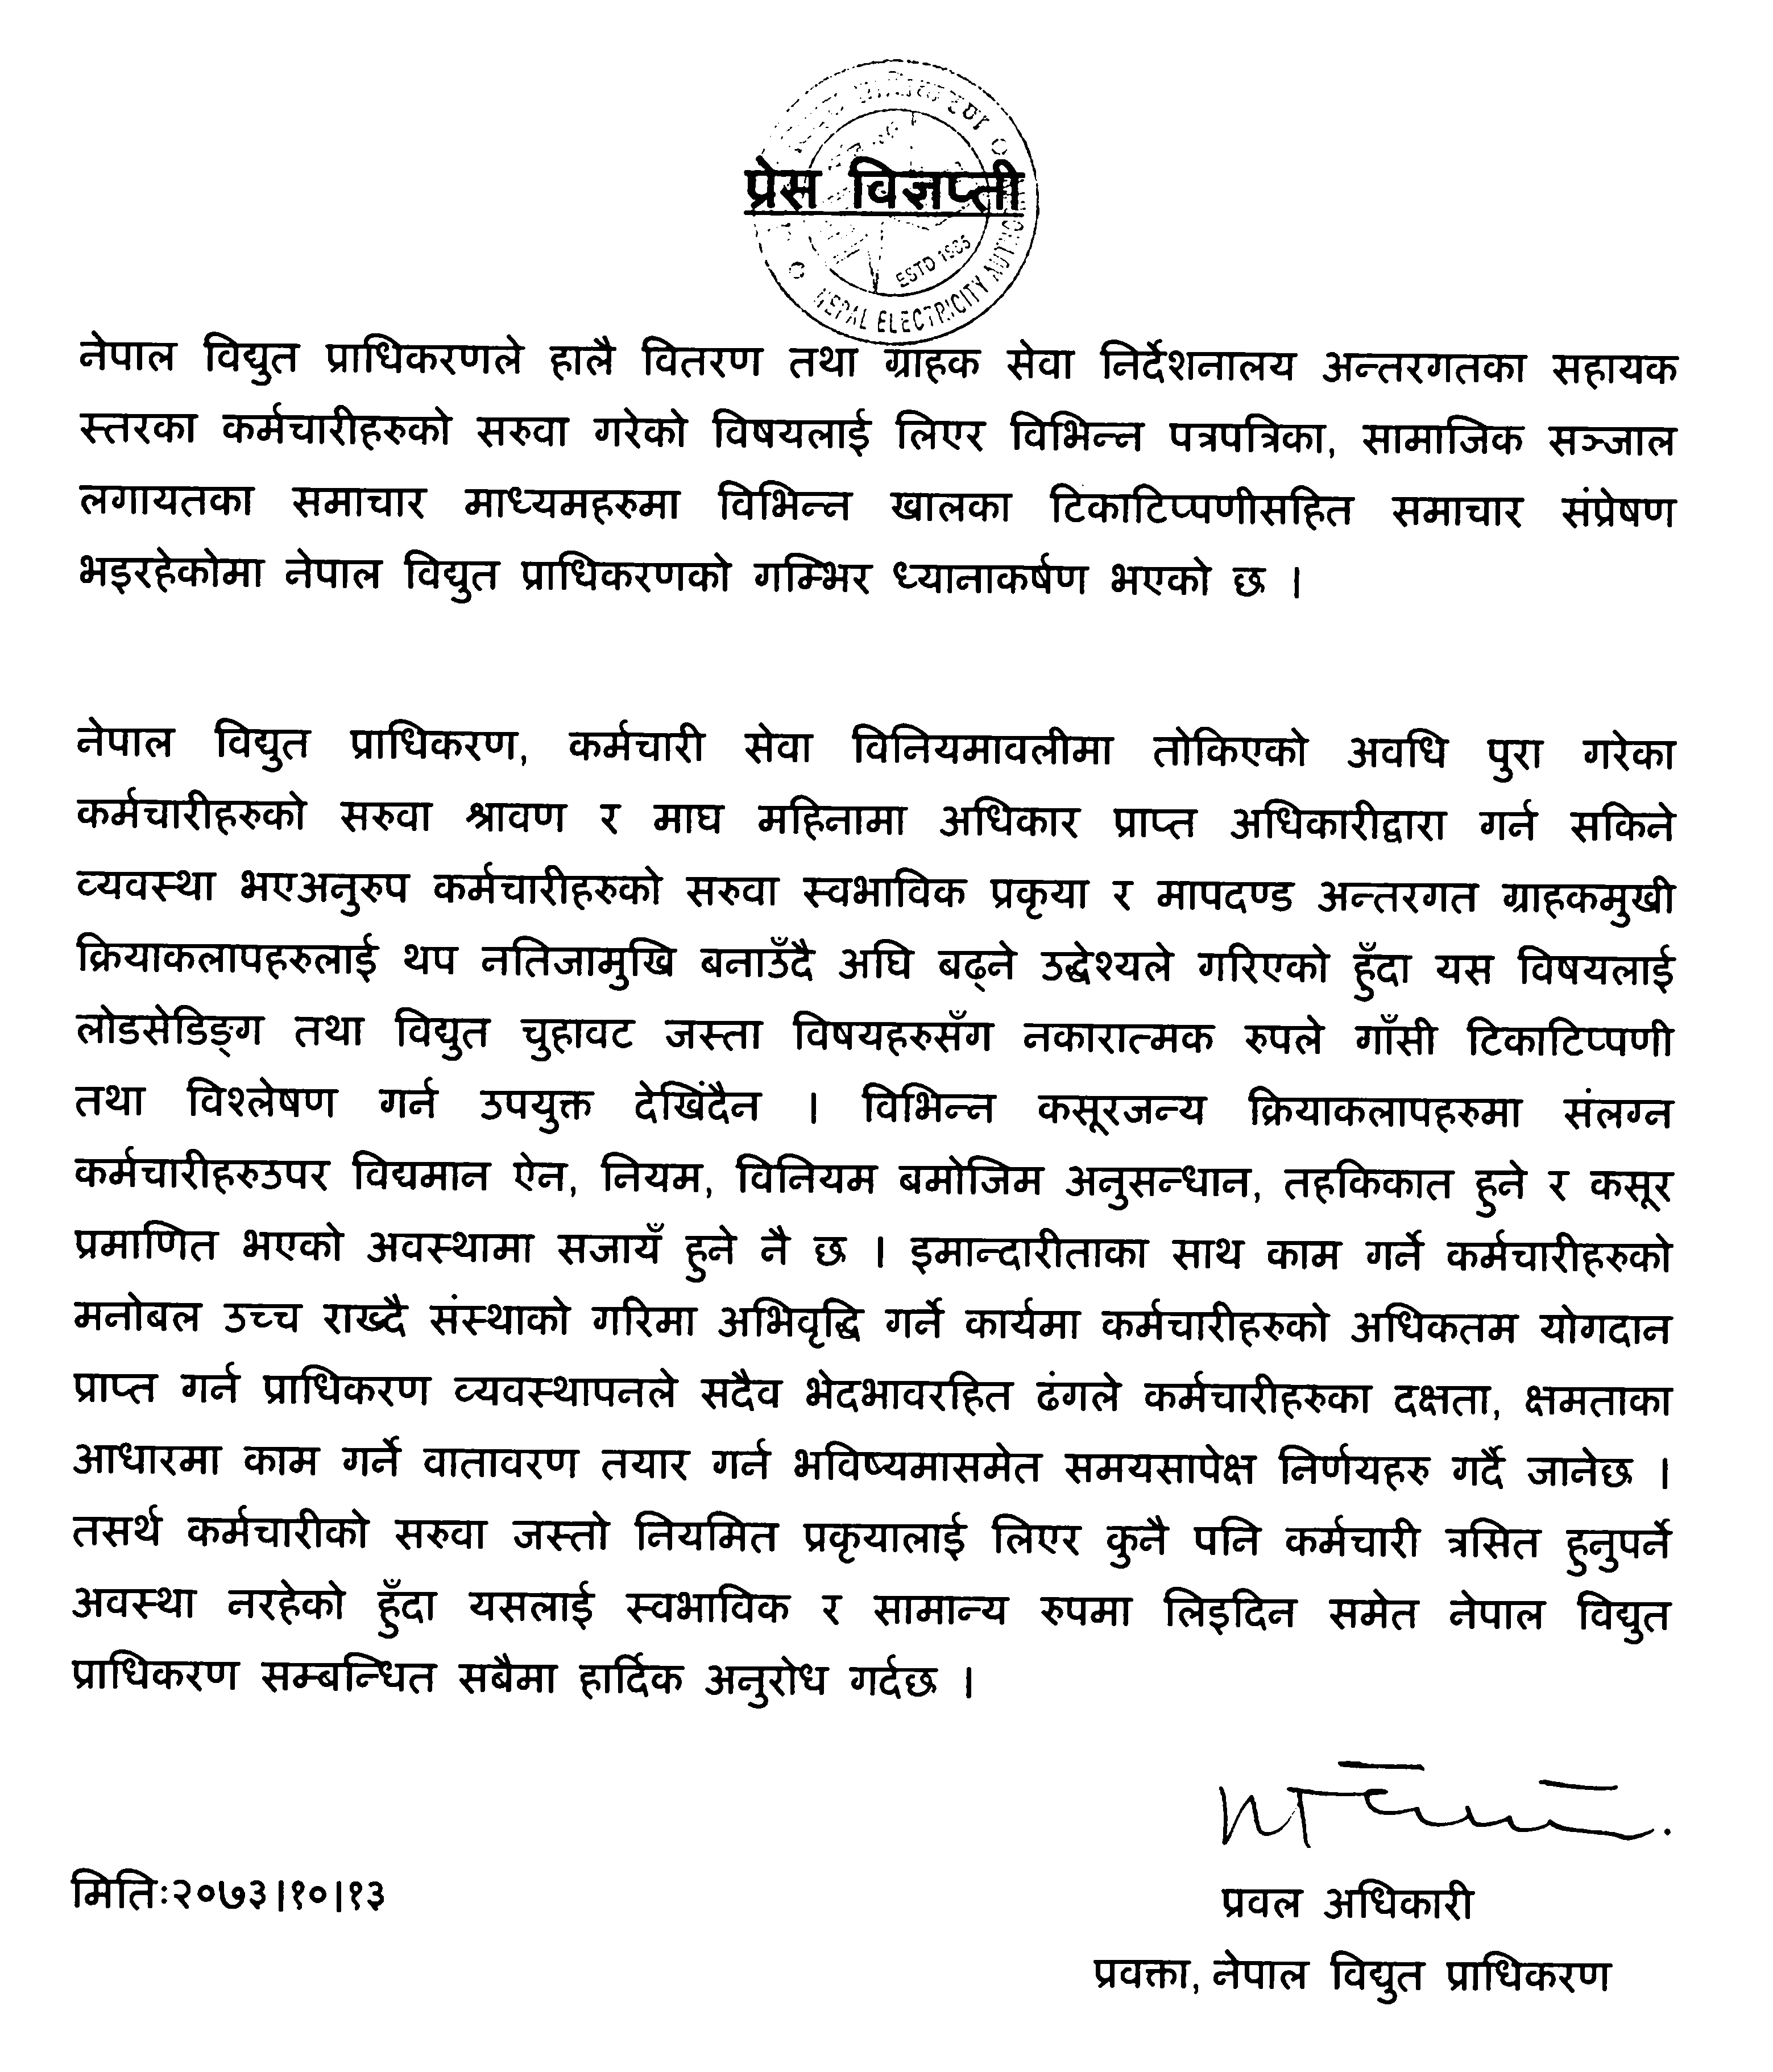 प्रेस विज्ञप्ती
ESTD 1985
NEPAL ELECTRICITY
नेपाल विद्युत प्राधिकरणले हालै वितरण तथा ग्राहक सेवा निर्देशनालय अन्तरगतका सहायक
स्तरका कर्मचारीहरुको सरुवा गरेको विषयलाई लिएर विभिन्न पत्रपत्रिका, सामाजिक सञ्जाल
लगायतका समाचार माध्यमहरुमा विभिन्न खालका टिकाटिप्पणीसहित समाचार संप्रेषण
भइरहेकोमा नेपाल विद्युत प्राधिकरणको गम्भिर ध्यानाकर्षण भएको छ ।
नेपाल विद्युत प्राधिकरण, कर्मचारी सेवा विनियमावलीमा तोकिएको अवधि पुरा गरेका
कर्मचारीहरुको सरुवा श्रावण र माघ महिनामा अधिकार प्राप्त अधिकारीद्वारा गर्न सकिने
व्यवस्था भएअनुरुप कर्मचारीहरुको सरुवा स्वभाविक प्रकृया र मापदण्ड अन्तरगत ग्राहकमुखी
क्रियाकलापहरुलाई थप नतिजामुखि बनाउँदै अघि बढ्ने उद्धेश्यले गरिएको हुँदा यस विषयलाई
लोडसेडिङ्ग तथा विद्युत चुहावट जस्ता विषयहरुसँग नकारात्मक रुपले गाँसी टिकाटिप्पणी
तथा विश्लेषण गर्न उपयुक्त देखिंदैन । विभिन्न कसूरजन्य क्रियाकलापहरुमा संलग्न
कर्मचारीहरुउपर विद्यमान ऐन, नियम, विनियम बमोजिम अनुसन्धान, तहकिकात हुने र कसूर
प्रमाणित भएको अवस्थामा सजायँ हुने नै छ । इमान्दारीताका साथ काम गर्ने कर्मचारीहरुको
मनोबल उच्च राख्दै संस्थाको गरिमा अभिवृद्धि गर्ने कार्यमा कर्मचारीहरुको अधिकतम योगदान
प्राप्त गर्न प्राधिकरण व्यवस्थापनले सदैव भेदभावरहित ढंगले कर्मचारीहरुका दक्षता, क्षमताका
आधारमा काम गर्ने वातावरण तयार गर्न भविष्यमासमेत समयसापेक्ष निर्णयहरु गर्दै जानेछ ।
तसर्थ कर्मचारीको सरुवा जस्तो नियमित प्रकृयालाई लिएर कुनै पनि कर्मचारी त्रसित हुनुपर्ने
अवस्था नरहेको हुँदा यसलाई स्वभाविक र सामान्य रुपमा लिइदिन समेत नेपाल विद्युत
प्राधिकरण सम्बन्धित सबैमा हार्दिक अनुरोध गर्दछ ।
मितिः२०७३।१०।१३
प्रवल अधिकारी
प्रवक्ता, नेपाल विद्युत प्राधिकरण